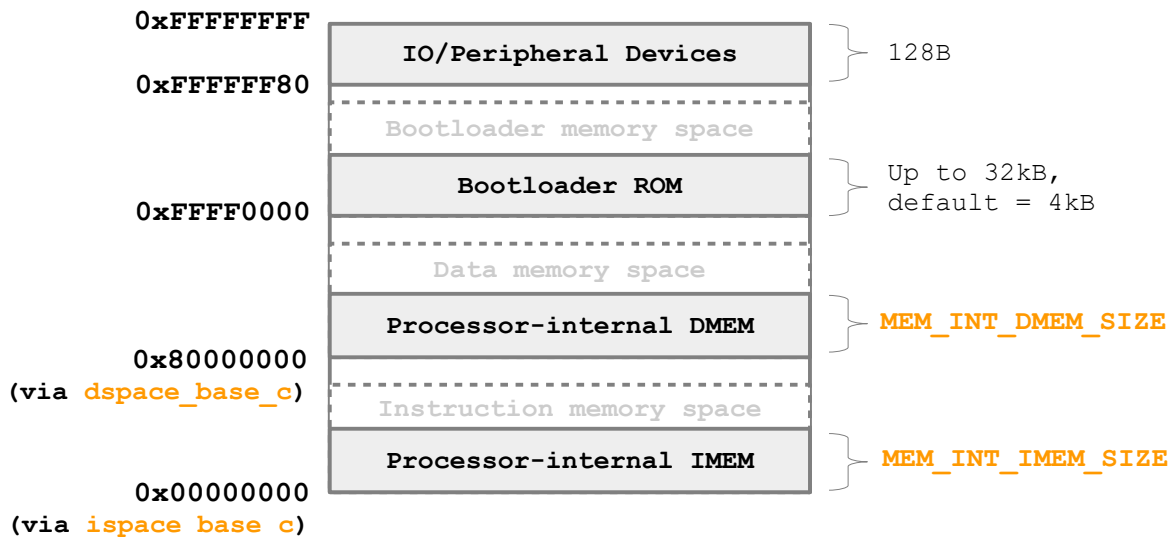 0xFFFFFFFF
IO/Peripheral Devices
128B
0xFFFFFF80
Bootloader memory space
Bootloader ROM
Up to 32kB,
default = 4kB
0xFFFF0000
Data memory space
Processor-internal DMEM
MEM_INT_DMEM_SIZE
0x80000000
(via dspace_base_c)
Instruction memory space
Processor-internal IMEM
MEM_INT_IMEM_SIZE
0x00000000
(via ispace base c)